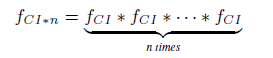 f_{CI*n} = f_{CI} * f_{CI} * ··· * f_{CI}
n times